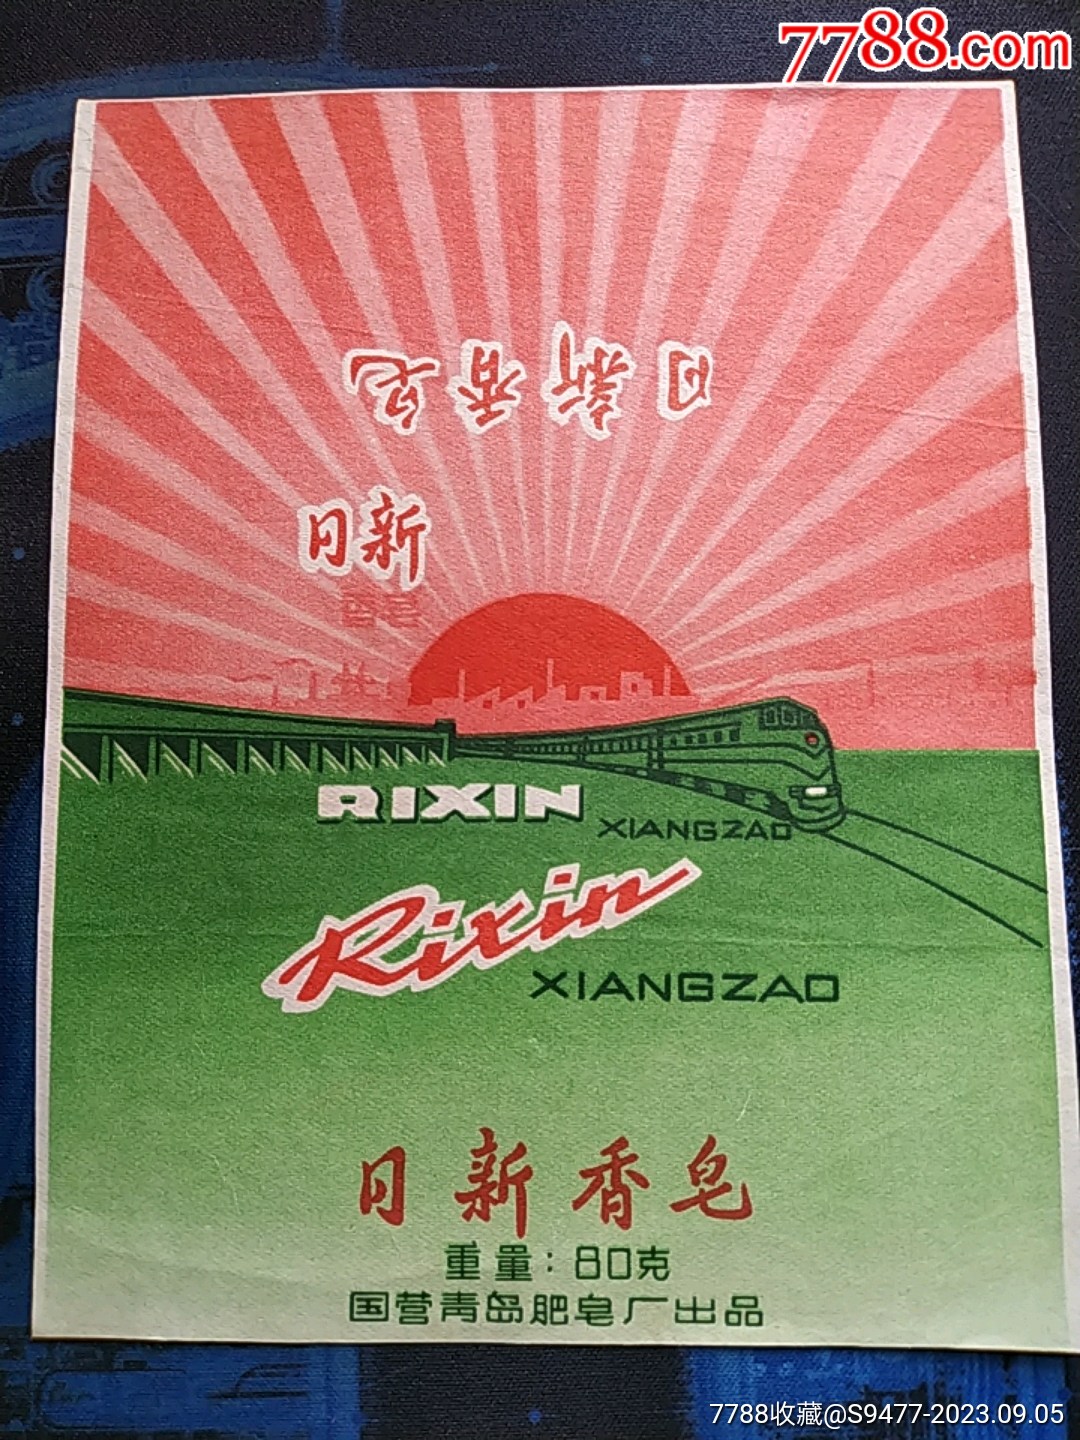 7788.com
日新香皂
日新
香皂
RIXIN
XIANGZAO
Rixin
XIANGZAO
日新香皂
重量：80克
国营青岛肥皂厂出品
7788收藏@S9477-2023.09.05